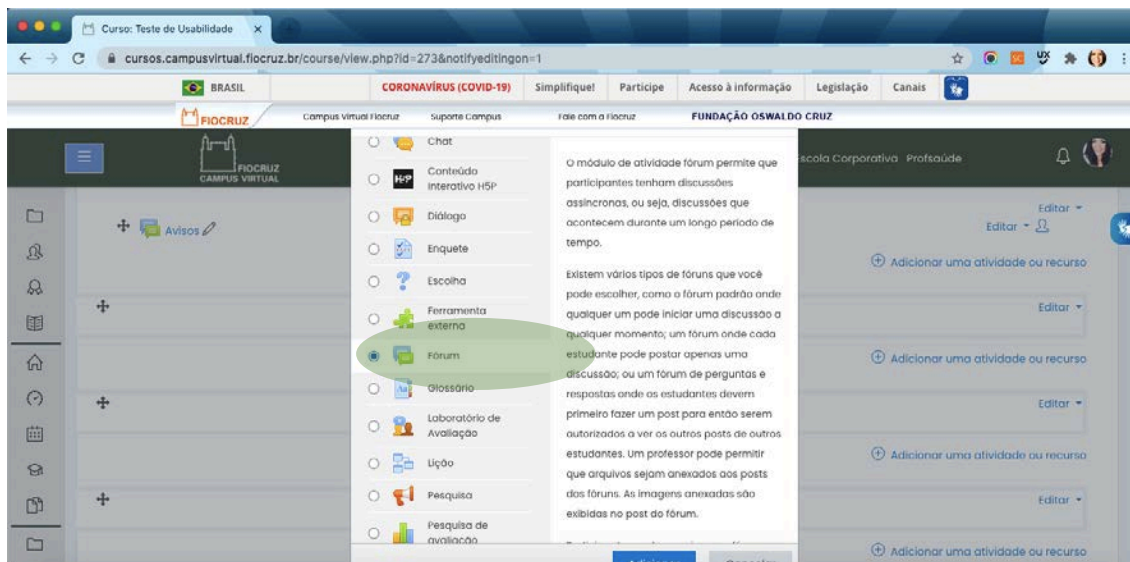 Curso: Teste de Usabilidade
cursos.campusvirtual.fiocruz.br/course/view.php?id=273&notifyeditingon=1
BRASIL CORONAVÍRUS (COVID-19) Simplifique! Participe Acesso à informação Legislação Canais
FIOCRUZ Campus Virtual Fiocruz Suporte Campus Fale com a Fiocruz FUNDAÇÃO OSWALDO CRUZ
FIOCRUZ
CAMPUS VIRTUAL
scola Corporativa Profsaúde
Avisos
Editar
Editar
Adicionar uma atividade ou recurso
Editar
Adicionar uma atividade ou recurso
Editar
Adicionar uma atividade ou recurso
Editar
Adicionar uma atividade ou recurso
Chat
H-P
Conteúdo
Interativo H5P
Diálogo
Enquete
Escolha
Ferramenta
externa
Fórum
Glossário
Laboratório de
Avaliação
Lição
Pesquisa
Pesquisa de
avaliação
O módulo de atividade fórum permite que
participantes tenham discussões
assíncronas, ou seja, discussões que
acontecem durante um longo período de
tempo.
Existem vários tipos de fóruns que você
pode escolher, como o fórum padrão onde
qualquer um pode iniciar uma discussão a
qualquer momento; um fórum onde cada
estudante pode postar apenas uma
discussão; ou um fórum de perguntas e
respostas onde os estudantes devem
primeiro fazer um post para então serem
autorizados a ver os outros posts de outros
estudantes. Um professor pode permitir
que arquivos sejam anexados aos posts
dos fóruns. As imagens anexadas são
exibidas no post do fórum.
Adicionar Cancelar